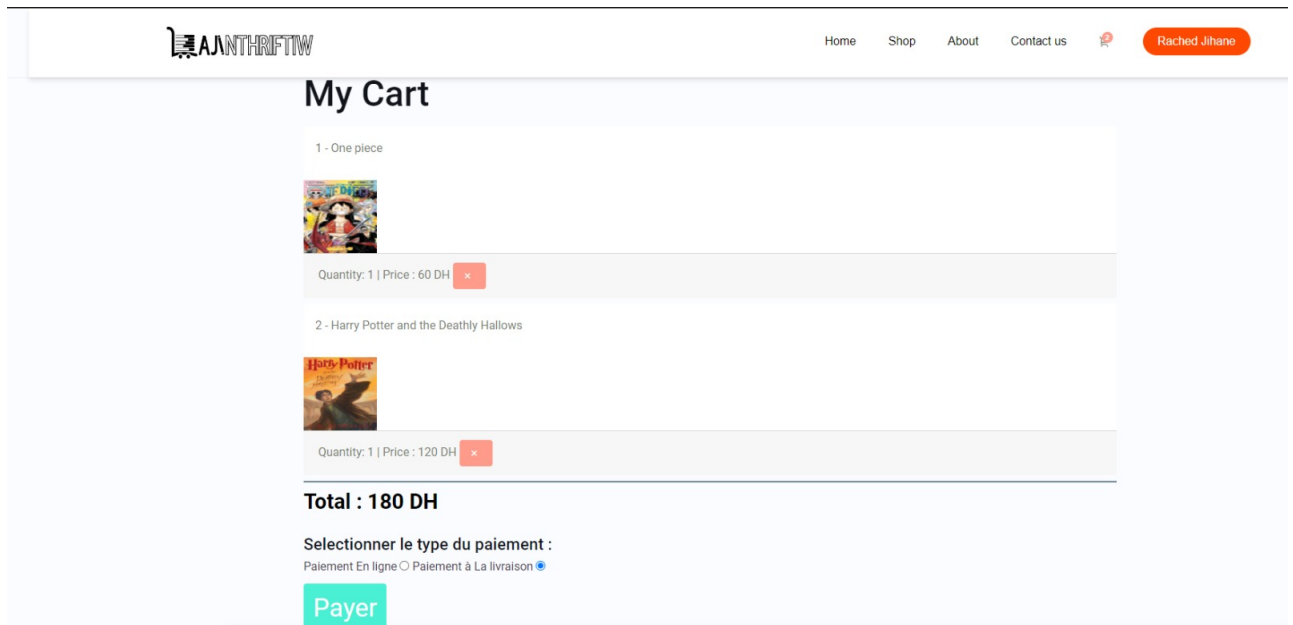 AJINTHRIFTIW
Home Shop About Contact us 2 Rached Jihane
My Cart
1 - One piece
Quantity: 1 | Price : 60 DH ×
2 - Harry Potter and the Deathly Hallows
Harry Potter
Quantity: 1 | Price : 120 DH ×
Total : 180 DH
Selectionner le type du paiement :
Paiement En ligne Paiement à La livraison
Payer